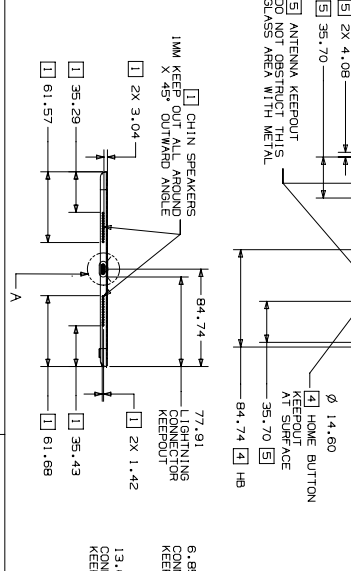 5 2X 4.08
5 35.70
5 ANTENNA KEEPOUT
DO NOT OBSTRUCT THIS
GLASS AREA WITH METAL
Ø 14.60
4 HOME BUTTON
KEEPOUT
AT SURFACE
35.70 5
84.74 4 HB
1 CHIN SPEAKERS
1MM KEEP OUT ALL AROUND
X 45° OUTWARD ANGLE
1 2X 3.04
1 35.29
1 61.57
84.74
77.91
LIGHTNING
CONNECTOR
KEEPOUT
1 2X 1.42
1 35.43
1 61.68
A